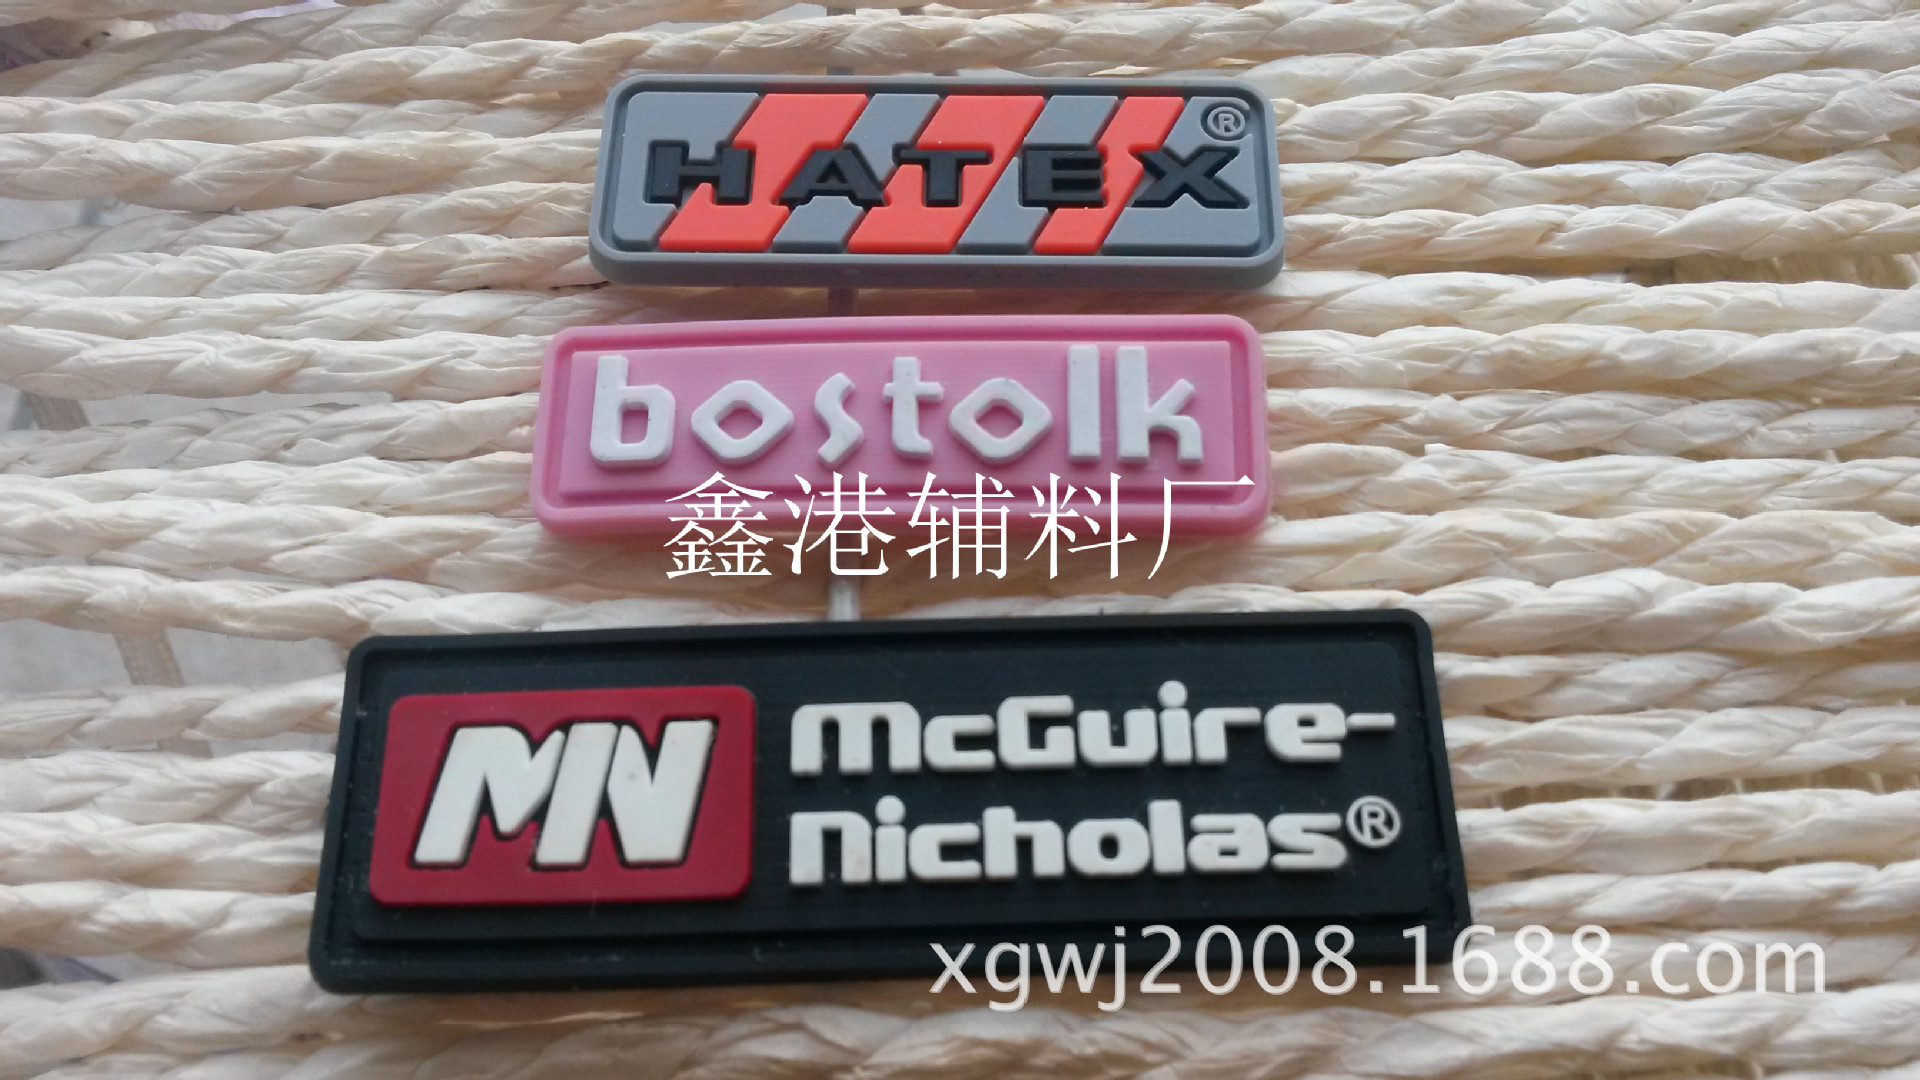 HATEX®
bostolk
鑫港辅料厂
MN
McGuire-
Nicholas®
xgwj2008.1688.com